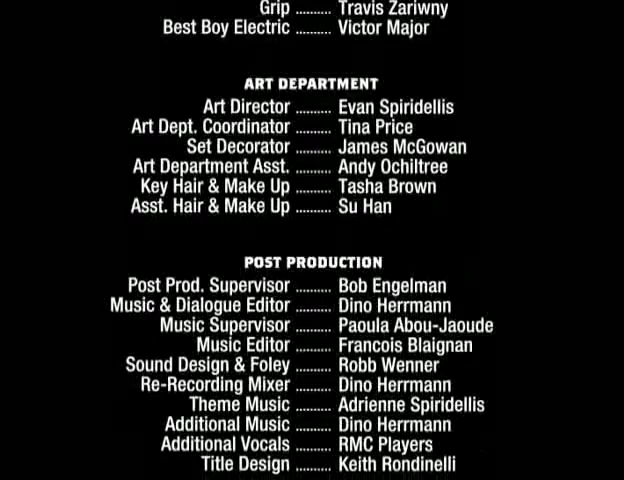 Grip .......... Travis Zariwny
Best Boy Electric .......... Victor Major
ART DEPARTMENT
Art Director .......... Evan Spiridellis
Art Dept. Coordinator .......... Tina Price
Set Decorator .......... James McGowan
Art Department Asst. .......... Andy Ochiltree
Key Hair & Make Up .......... Tasha Brown
Asst. Hair & Make Up .......... Su Han
POST PRODUCTION
Post Prod. Supervisor .......... Bob Engelman
Music & Dialogue Editor .......... Dino Herrmann
Music Supervisor .......... Paoula Abou-Jaoude
Music Editor .......... Francois Blaignan
Sound Design & Foley .......... Robb Wenner
Re-Recording Mixer .......... Dino Herrmann
Theme Music .......... Adrienne Spiridellis
Additional Music .......... Dino Herrmann
Additional Vocals .......... RMC Players
Title Design .......... Keith Rondinelli